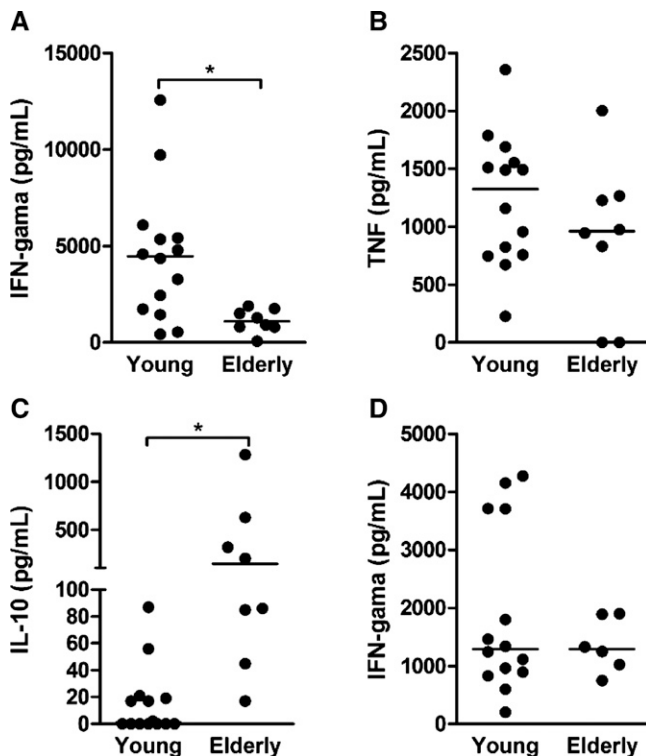 A
IFN-gama (pg/mL)
15000
10000
5000
0
*
Young Elderly
B
TNF (pg/mL)
2500
2000
1500
1000
500
0
Young Elderly
C
IL-10 (pg/mL)
1500
1000
500
100
80
60
40
20
0
*
Young Elderly
D
IFN-gama (pg/mL)
5000
4000
3000
2000
1000
0
Young Elderly